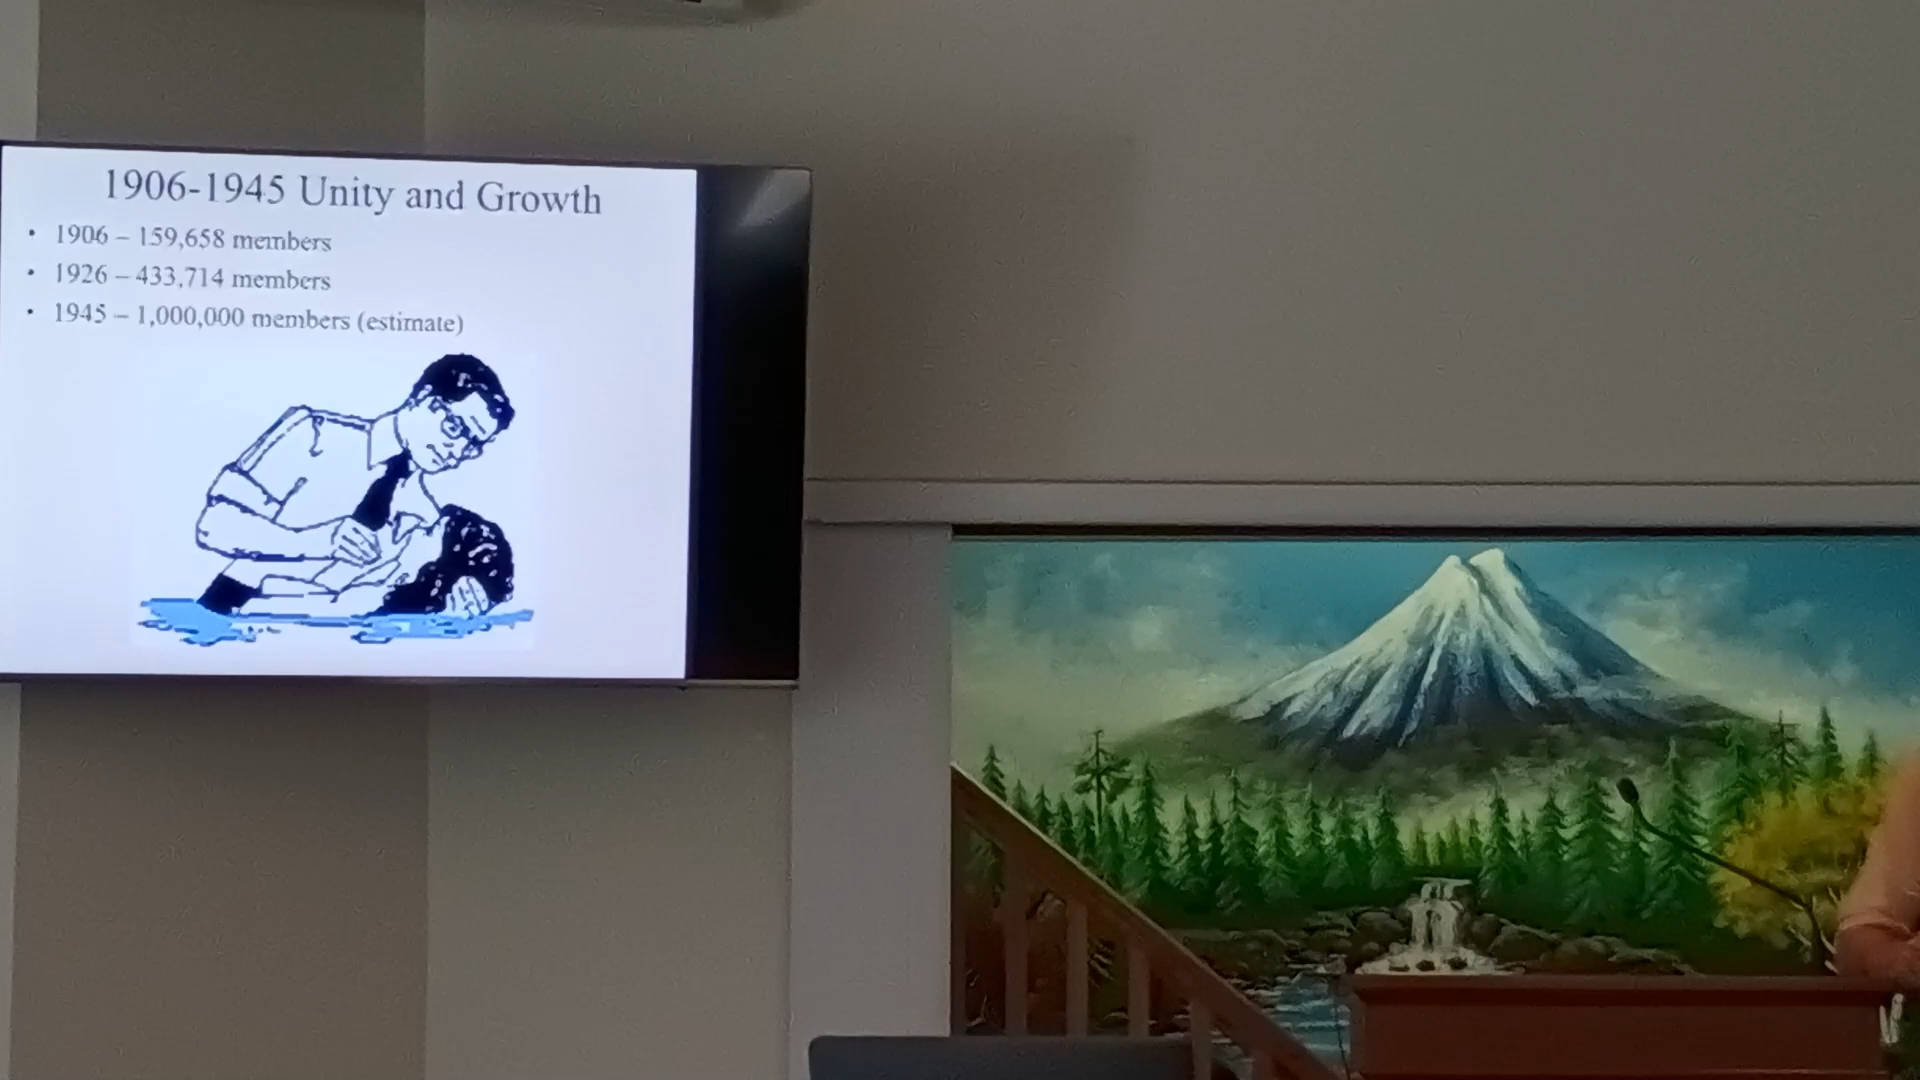 1906-1945 Unity and Growth
• 1906 – 159,658 members
• 1926 – 433,714 members
• 1945 – 1,000,000 members (estimate)